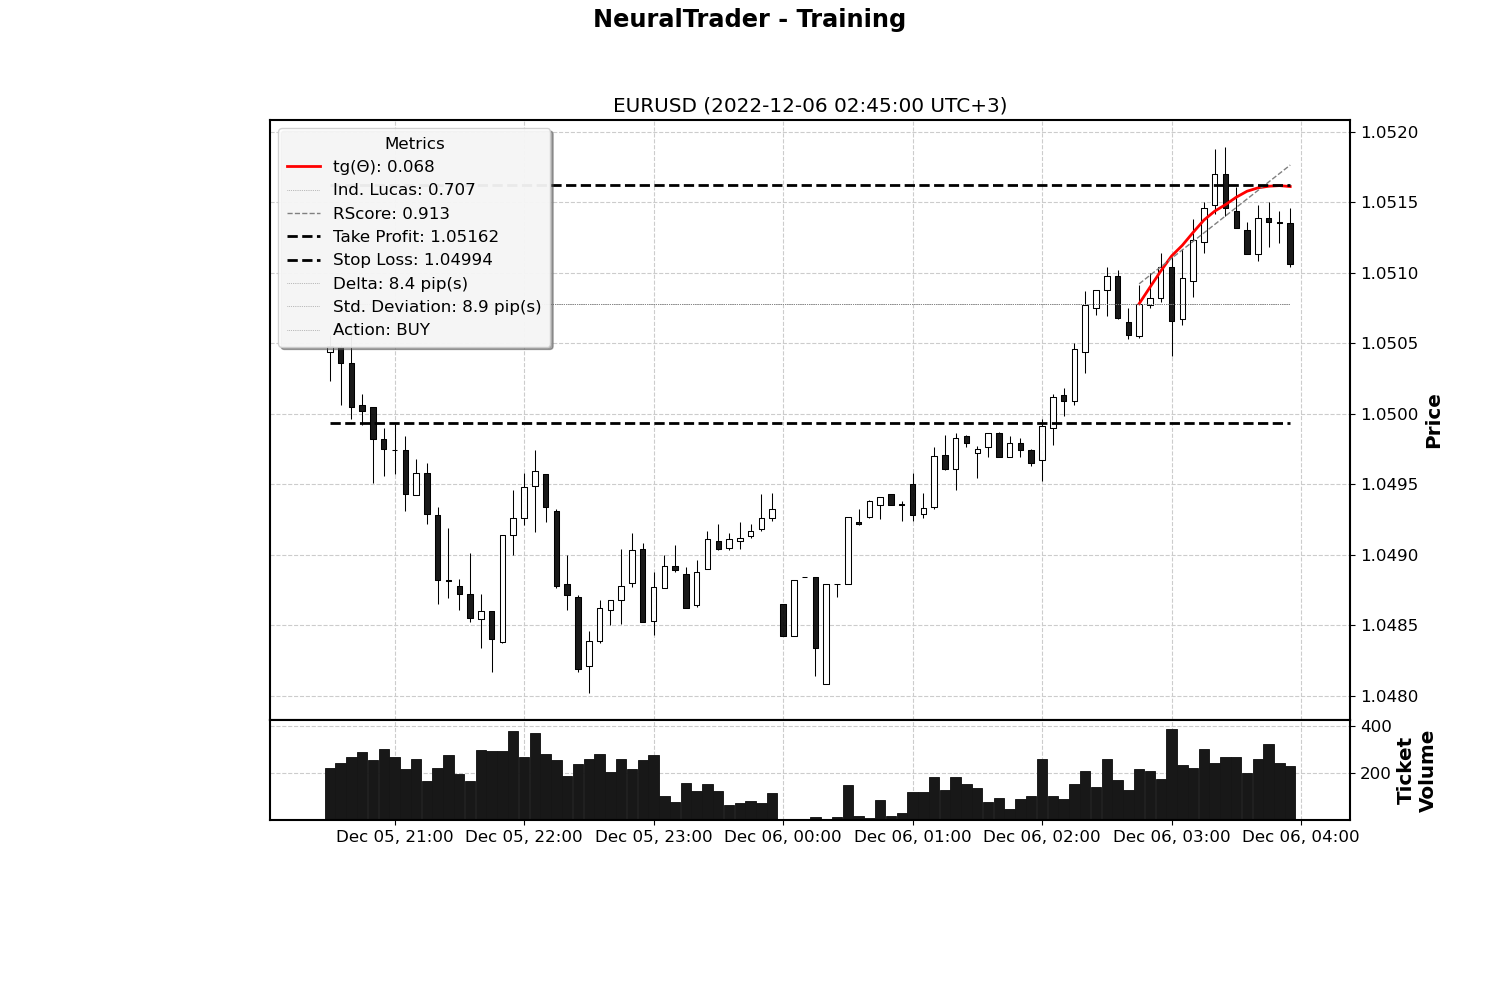 NeuralTrader - Training
EURUSD (2022-12-06 02:45:00 UTC+3)
Metrics
tg(Θ): 0.068
Ind. Lucas: 0.707
RScore: 0.913
Take Profit: 1.05162
Stop Loss: 1.04994
Delta: 8.4 pip(s)
Std. Deviation: 8.9 pip(s)
Action: BUY
1.0520
1.0515
1.0510
1.0505
1.0500
1.0495
1.0490
1.0485
1.0480
Price
400
200
Ticket
Volume
Dec 05, 21:00 Dec 05, 22:00 Dec 05, 23:00 Dec 06, 00:00 Dec 06, 01:00 Dec 06, 02:00 Dec 06, 03:00 Dec 06, 04:00